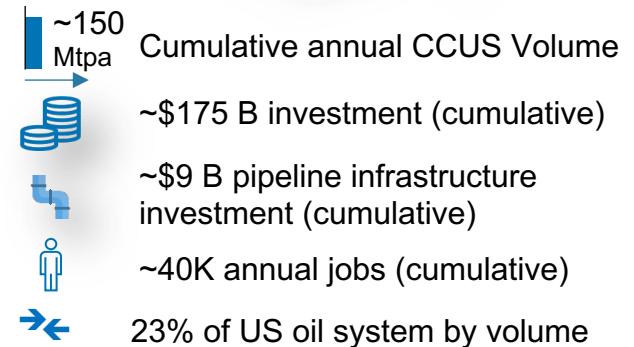 ~150
Mtpa
Cumulative annual CCUS Volume
~$175 B investment (cumulative)
~$9 B pipeline infrastructure
investment (cumulative)
~40K annual jobs (cumulative)
23% of US oil system by volume